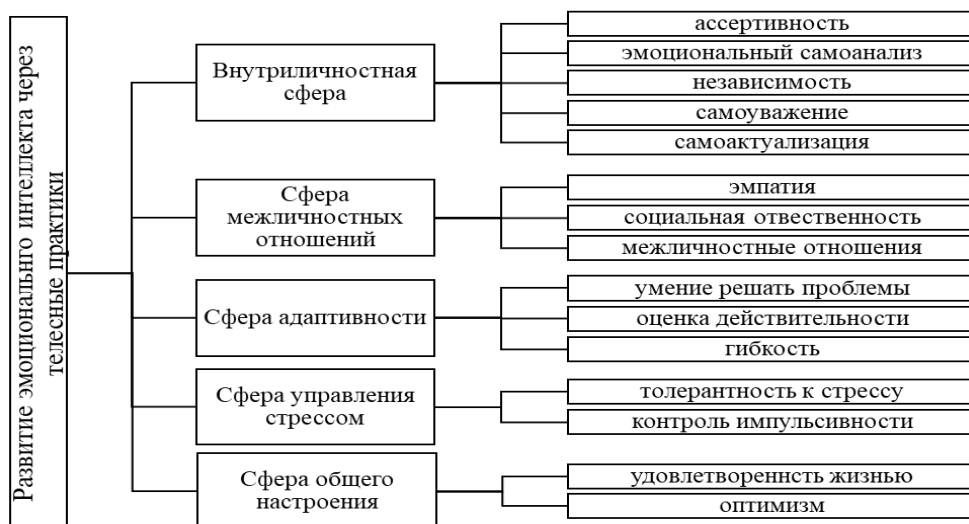 Развитие эмоциональнго интеллекта через
телесные практики
Внутриличностная
сфера
ассертивность
эмоциональный самоанализ
независимость
самоуважение
самоактуализация
Сфера
межличностных
отношений
эмпатия
социальная отвественность
межличностные отношения
Сфера адаптивности
умение решать проблемы
оценка действительности
гибкость
Сфера управления
стрессом
толерантность к стрессу
контроль импульсивности
Сфера общего
настроения
удовлетвореннсть жизнью
оптимизм